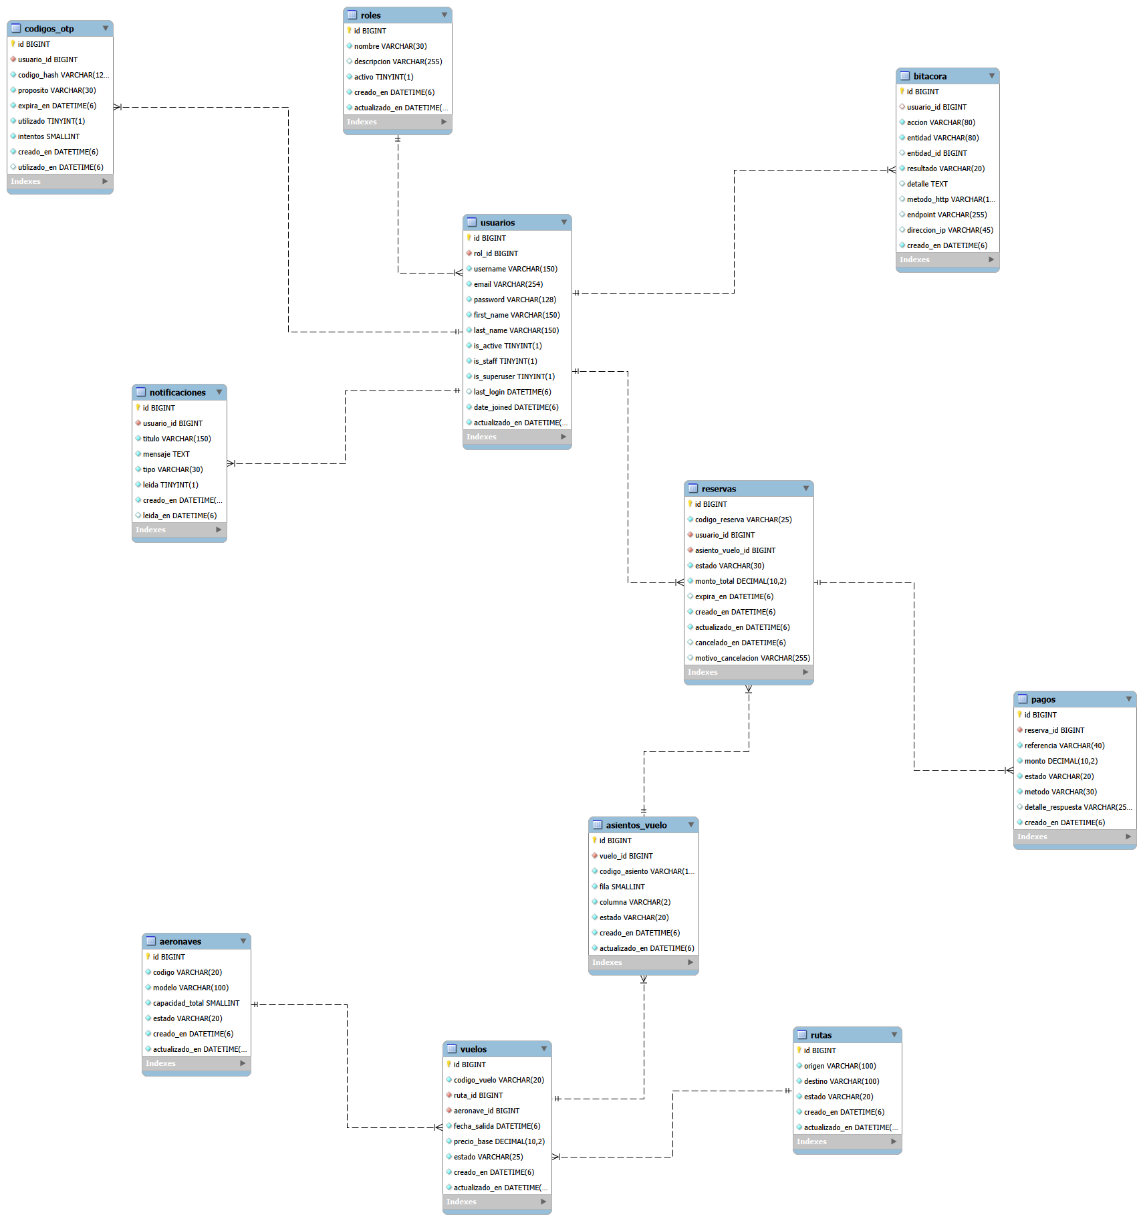 codigos_otp
id BIGINT
usuario_id BIGINT
codigo_hash VARCHAR(12...
proposito VARCHAR(30)
expira_en DATETIME(6)
utilizado TINYINT(1)
intentos SMALLINT
creado_en DATETIME(6)
utilizado_en DATETIME(6)
Indexes
roles
id BIGINT
nombre VARCHAR(30)
descripcion VARCHAR(255)
activo TINYINT(1)
creado_en DATETIME(6)
actualizado_en DATETIME(...
Indexes
bitacora
id BIGINT
usuario_id BIGINT
accion VARCHAR(80)
entidad VARCHAR(80)
entidad_id BIGINT
resultado VARCHAR(20)
detalle TEXT
metodo_http VARCHAR(1...
endpoint VARCHAR(255)
direccion_ip VARCHAR(45)
creado_en DATETIME(6)
Indexes
usuarios
id BIGINT
rol_id BIGINT
username VARCHAR(150)
email VARCHAR(254)
password VARCHAR(128)
first_name VARCHAR(150)
last_name VARCHAR(150)
is_active TINYINT(1)
is_staff TINYINT(1)
is_superuser TINYINT(1)
last_login DATETIME(6)
date_joined DATETIME(6)
actualizado_en DATETIME(...
Indexes
notificaciones
id BIGINT
usuario_id BIGINT
titulo VARCHAR(150)
mensaje TEXT
tipo VARCHAR(30)
leida TINYINT(1)
creado_en DATETIME(...
leida_en DATETIME(6)
Indexes
reservas
id BIGINT
codigo_reserva VARCHAR(25)
usuario_id BIGINT
asiento_vuelo_id BIGINT
estado VARCHAR(30)
monto_total DECIMAL(10,2)
expira_en DATETIME(6)
creado_en DATETIME(6)
actualizado_en DATETIME(6)
cancelado_en DATETIME(6)
motivo_cancelacion VARCHAR(255)
Indexes
pagos
id BIGINT
reserva_id BIGINT
referencia VARCHAR(40)
monto DECIMAL(10,2)
estado VARCHAR(20)
metodo VARCHAR(30)
detalle_respuesta VARCHAR(25...
creado_en DATETIME(6)
Indexes
asientos_vuelo
id BIGINT
vuelo_id BIGINT
codigo_asiento VARCHAR(1...
fila SMALLINT
columna VARCHAR(2)
estado VARCHAR(20)
creado_en DATETIME(6)
actualizado_en DATETIME(6)
Indexes
aeronaves
id BIGINT
codigo VARCHAR(20)
modelo VARCHAR(100)
capacidad_total SMALLINT
estado VARCHAR(20)
creado_en DATETIME(6)
actualizado_en DATETIME(...
Indexes
vuelos
id BIGINT
codigo_vuelo VARCHAR(20)
ruta_id BIGINT
aeronave_id BIGINT
fecha_salida DATETIME(6)
precio_base DECIMAL(10,2)
estado VARCHAR(25)
creado_en DATETIME(6)
actualizado_en DATETIME(...
Indexes
rutas
id BIGINT
origen VARCHAR(100)
destino VARCHAR(100)
estado VARCHAR(20)
creado_en DATETIME(6)
actualizado_en DATETIME(...
Indexes